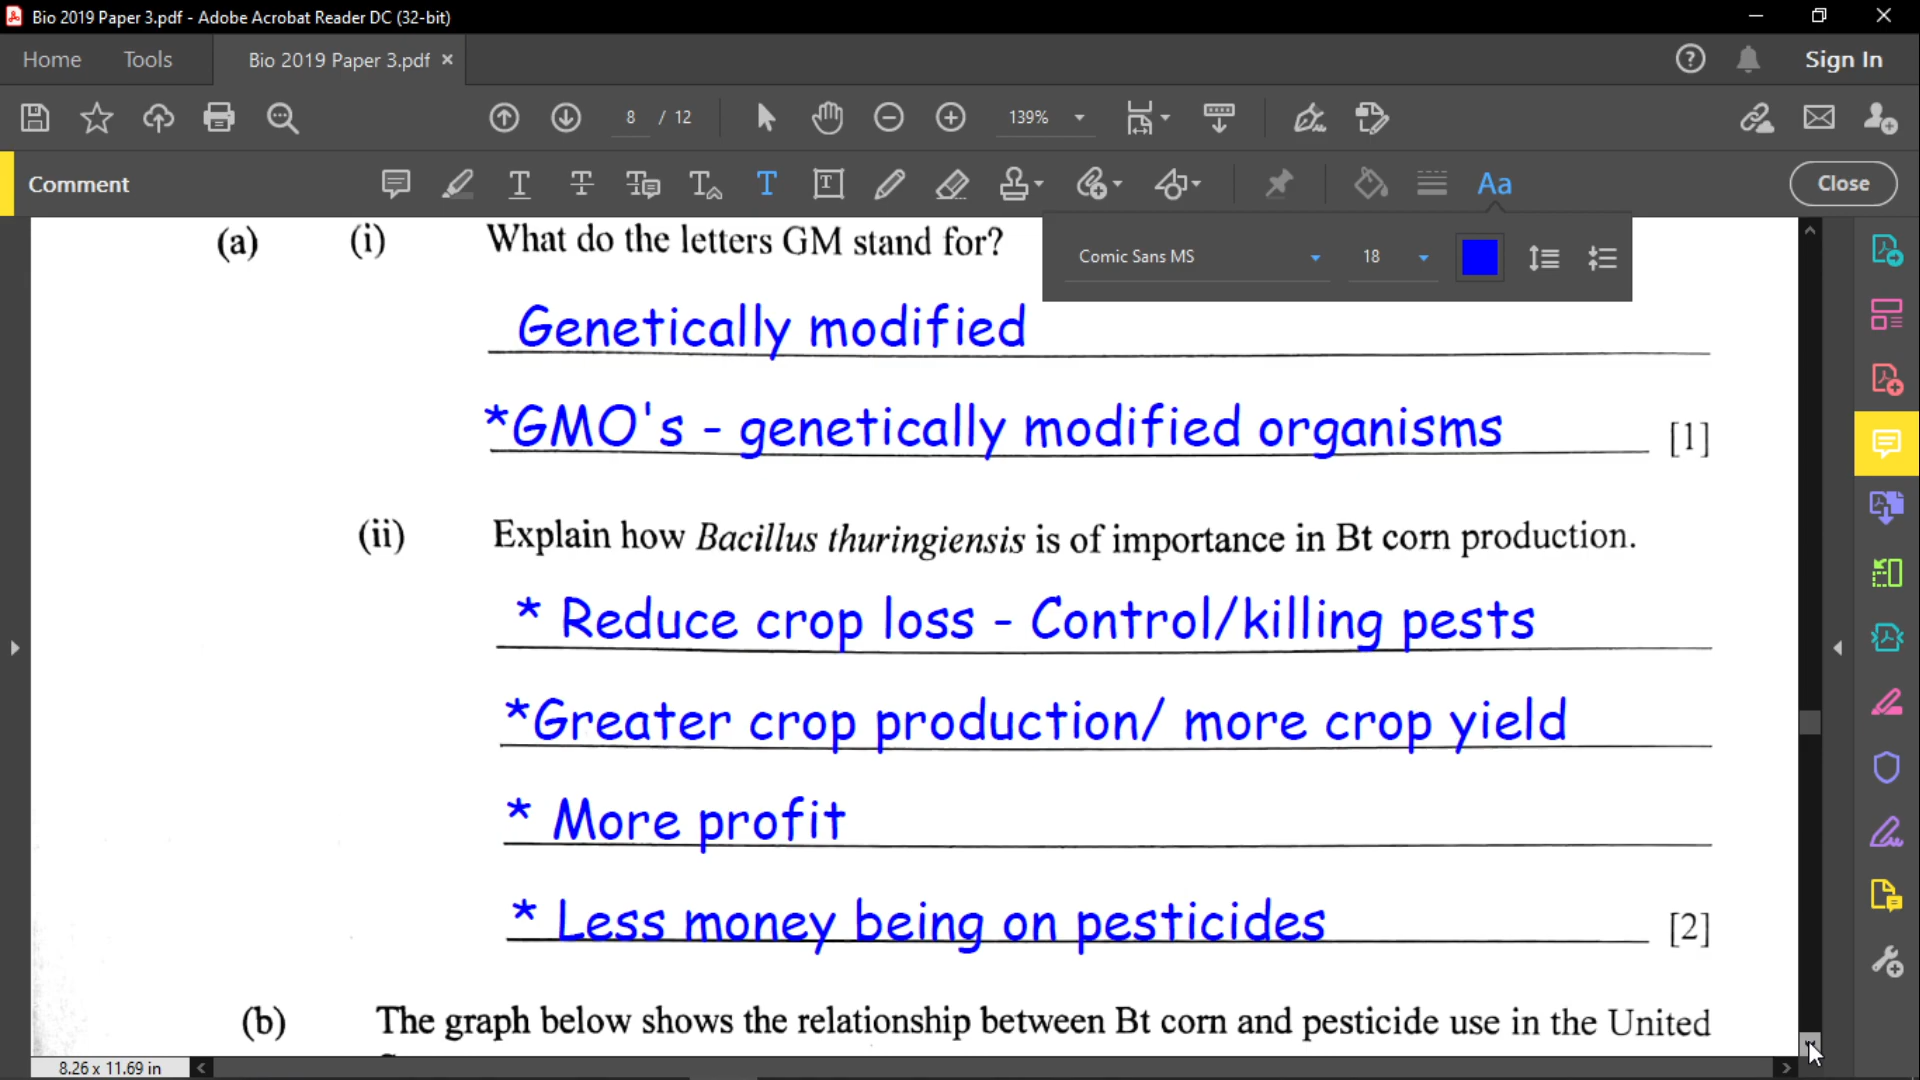 Bio 2019 Paper 3.pdf - Adobe Acrobat Reader DC (32-bit)
Home Tools Bio 2019 Paper 3.pdf × Sign In
8 / 12 139%
Comment Close
Comic Sans MS 18
(a) (i) What do the letters GM stand for?
Genetically modified
*GMO's - genetically modified organisms [1]
(ii) Explain how Bacillus thuringiensis is of importance in Bt corn production.
* Reduce crop loss - Control/killing pests
*Greater crop production/ more crop yield
* More profit
* Less money being on pesticides [2]
(b) The graph below shows the relationship between Bt corn and pesticide use in the United
8.26 x 11.69 in